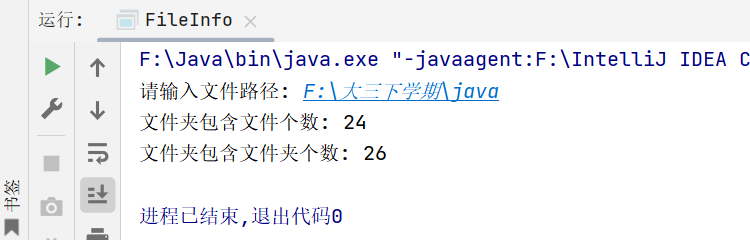 运行: FileInfo
F:\Java\bin\java.exe "-javaagent:F:\IntelliJ IDEA C
请输入文件路径: F:\大三下学期\java
文件夹包含文件个数: 24
文件夹包含文件夹个数: 26
进程已结束,退出代码0
书签